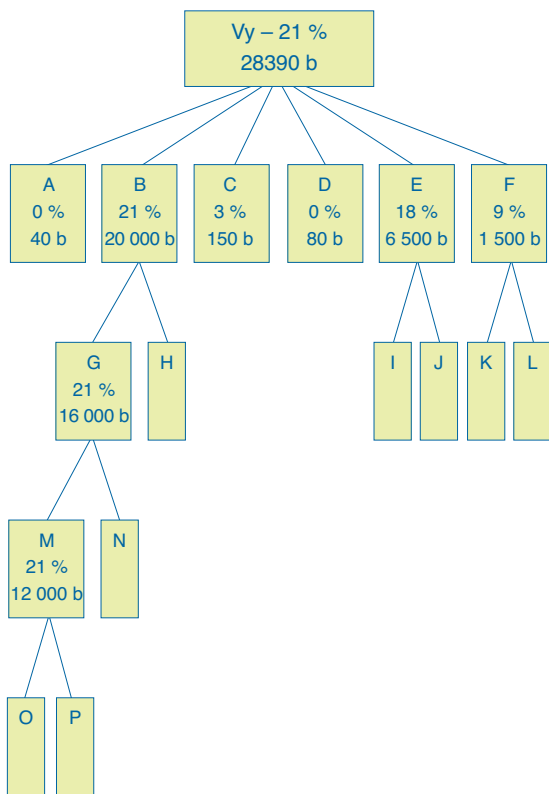 Vy – 21 %
28390 b
A
0 %
40 b
B
21 %
20 000 b
C
3 %
150 b
D
0 %
80 b
E
18 %
6 500 b
F
9 %
1 500 b
G
21 %
16 000 b
H
I
J
K
L
M
21 %
12 000 b
N
O
P